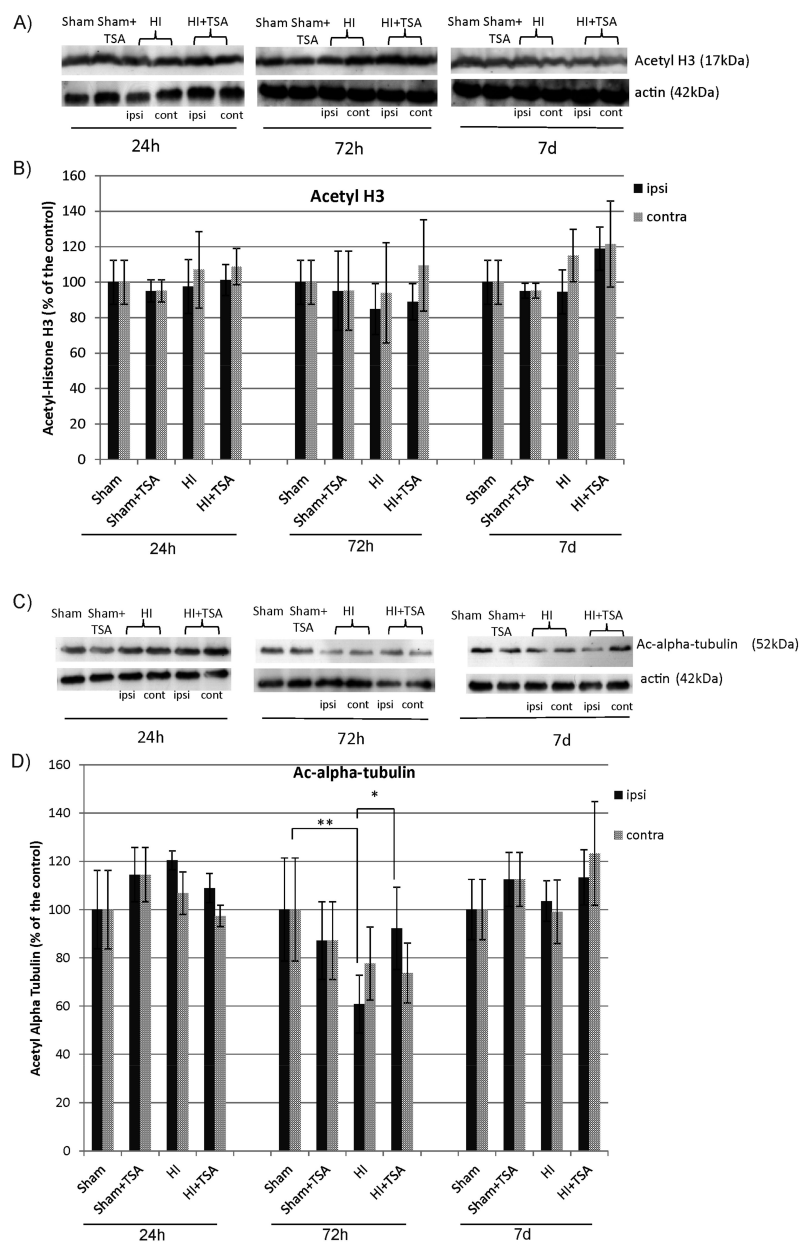 A)
Sham Sham+ TSA HI HI+TSA Sham Sham+ TSA HI HI+TSA Sham Sham+ TSA HI HI+TSA
Acetyl H3 (17kDa)
actin (42kDa)
ipsi cont ipsi cont ipsi cont ipsi cont ipsi cont ipsi cont
24h 72h 7d
B)
Acetyl H3
Acetyl-Histone H3 (% of the control)
160
140
120
100
80
60
40
20
0
ipsi
contra
Sham Sham+TSA HI HI+TSA Sham Sham+TSA HI HI+TSA Sham Sham+TSA HI HI+TSA
24h 72h 7d
C)
Sham Sham+ TSA HI HI+TSA Sham Sham+ TSA HI HI+TSA Sham Sham+ TSA HI HI+TSA
Ac-alpha-tubulin (52kDa)
actin (42kDa)
ipsi cont ipsi cont ipsi cont ipsi cont ipsi cont ipsi cont
24h 72h 7d
D)
Ac-alpha-tubulin
Acetyl Alpha Tubulin (% of the control)
160
140
120
100
80
60
40
20
0
**
*
ipsi
contra
Sham Sham+TSA HI HI+TSA Sham Sham+TSA HI HI+TSA Sham Sham+TSA HI HI+TSA
24h 72h 7d